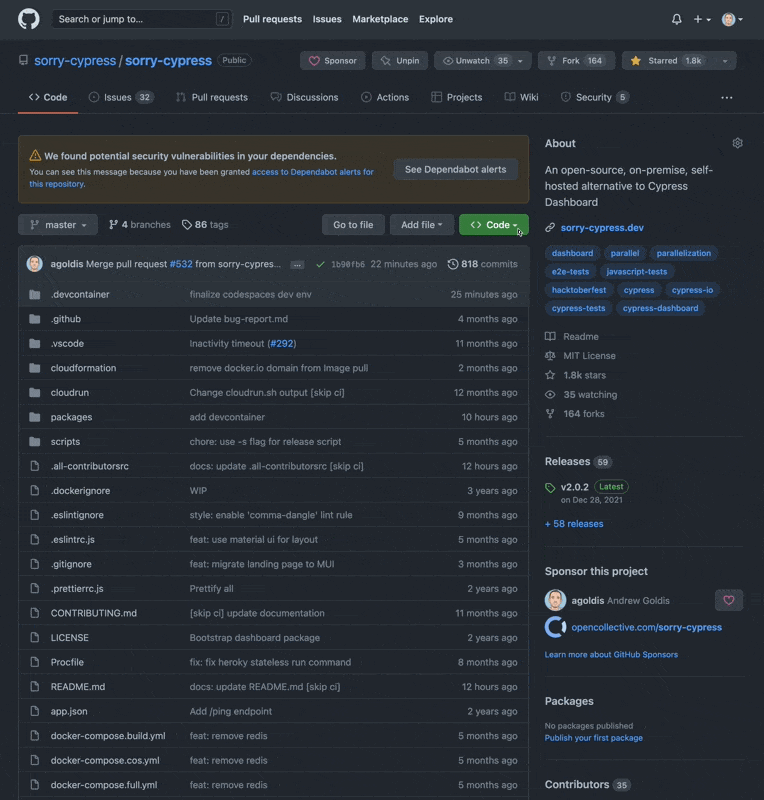 Search or jump to... / Pull requests Issues Marketplace Explore
sorry-cypress / sorry-cypress Public Sponsor Unpin Unwatch 35 Fork 164 Starred 1.8k
Code Issues 32 Pull requests Discussions Actions Projects Wiki Security 5 ...
We found potential security vulnerabilities in your dependencies.
You can see this message because you have been granted access to Dependabot alerts for
this repository.
See Dependabot alerts
master 4 branches 86 tags Go to file Add file Code
agoldis Merge pull request #532 from sorry-cypres... ... 1b90fb6 22 minutes ago 818 commits
.devcontainer finalize codespaces dev env 25 minutes ago
.github Update bug-report.md 4 months ago
.vscode Inactivity timeout (#292) 11 months ago
cloudformation remove docker.io domain from Image pull 2 months ago
cloudrun Change cloudrun.sh output [skip ci] 12 months ago
packages add devcontainer 10 hours ago
scripts chore: use -s flag for release script 5 months ago
.all-contributorsrc docs: update .all-contributorsrc [skip ci] 12 hours ago
.dockerignore WIP 3 years ago
.eslintignore style: enable 'comma-dangle' lint rule 9 months ago
.eslintrc.js feat: use material ui for layout 5 months ago
.gitignore feat: migrate landing page to MUI 3 months ago
.prettierrc.js Prettify all 2 years ago
CONTRIBUTING.md [skip ci] update documentation 11 months ago
LICENSE Bootstrap dashboard package 2 years ago
Procfile fix: fix heroky stateless run command 8 months ago
README.md docs: update README.md [skip ci] 12 hours ago
app.json Add /ping endpoint 2 years ago
docker-compose.build.yml feat: remove redis 5 months ago
docker-compose.cos.yml feat: remove redis 5 months ago
docker-compose.full.yml feat: remove redis 5 months ago
About
An open-source, on-premise, self-
hosted alternative to Cypress
Dashboard
sorry-cypress.dev
dashboard parallel parallelization
e2e-tests javascript-tests
hacktoberfest cypress cypress-io
cypress-tests cypress-dashboard
Readme
MIT License
1.8k stars
35 watching
164 forks
Releases 59
v2.0.2 Latest
on Dec 28, 2021
+ 58 releases
Sponsor this project
agoldis Andrew Goldis
opencollective.com/sorry-cypress
Learn more about GitHub Sponsors
Packages
No packages published
Publish your first package
Contributors 35